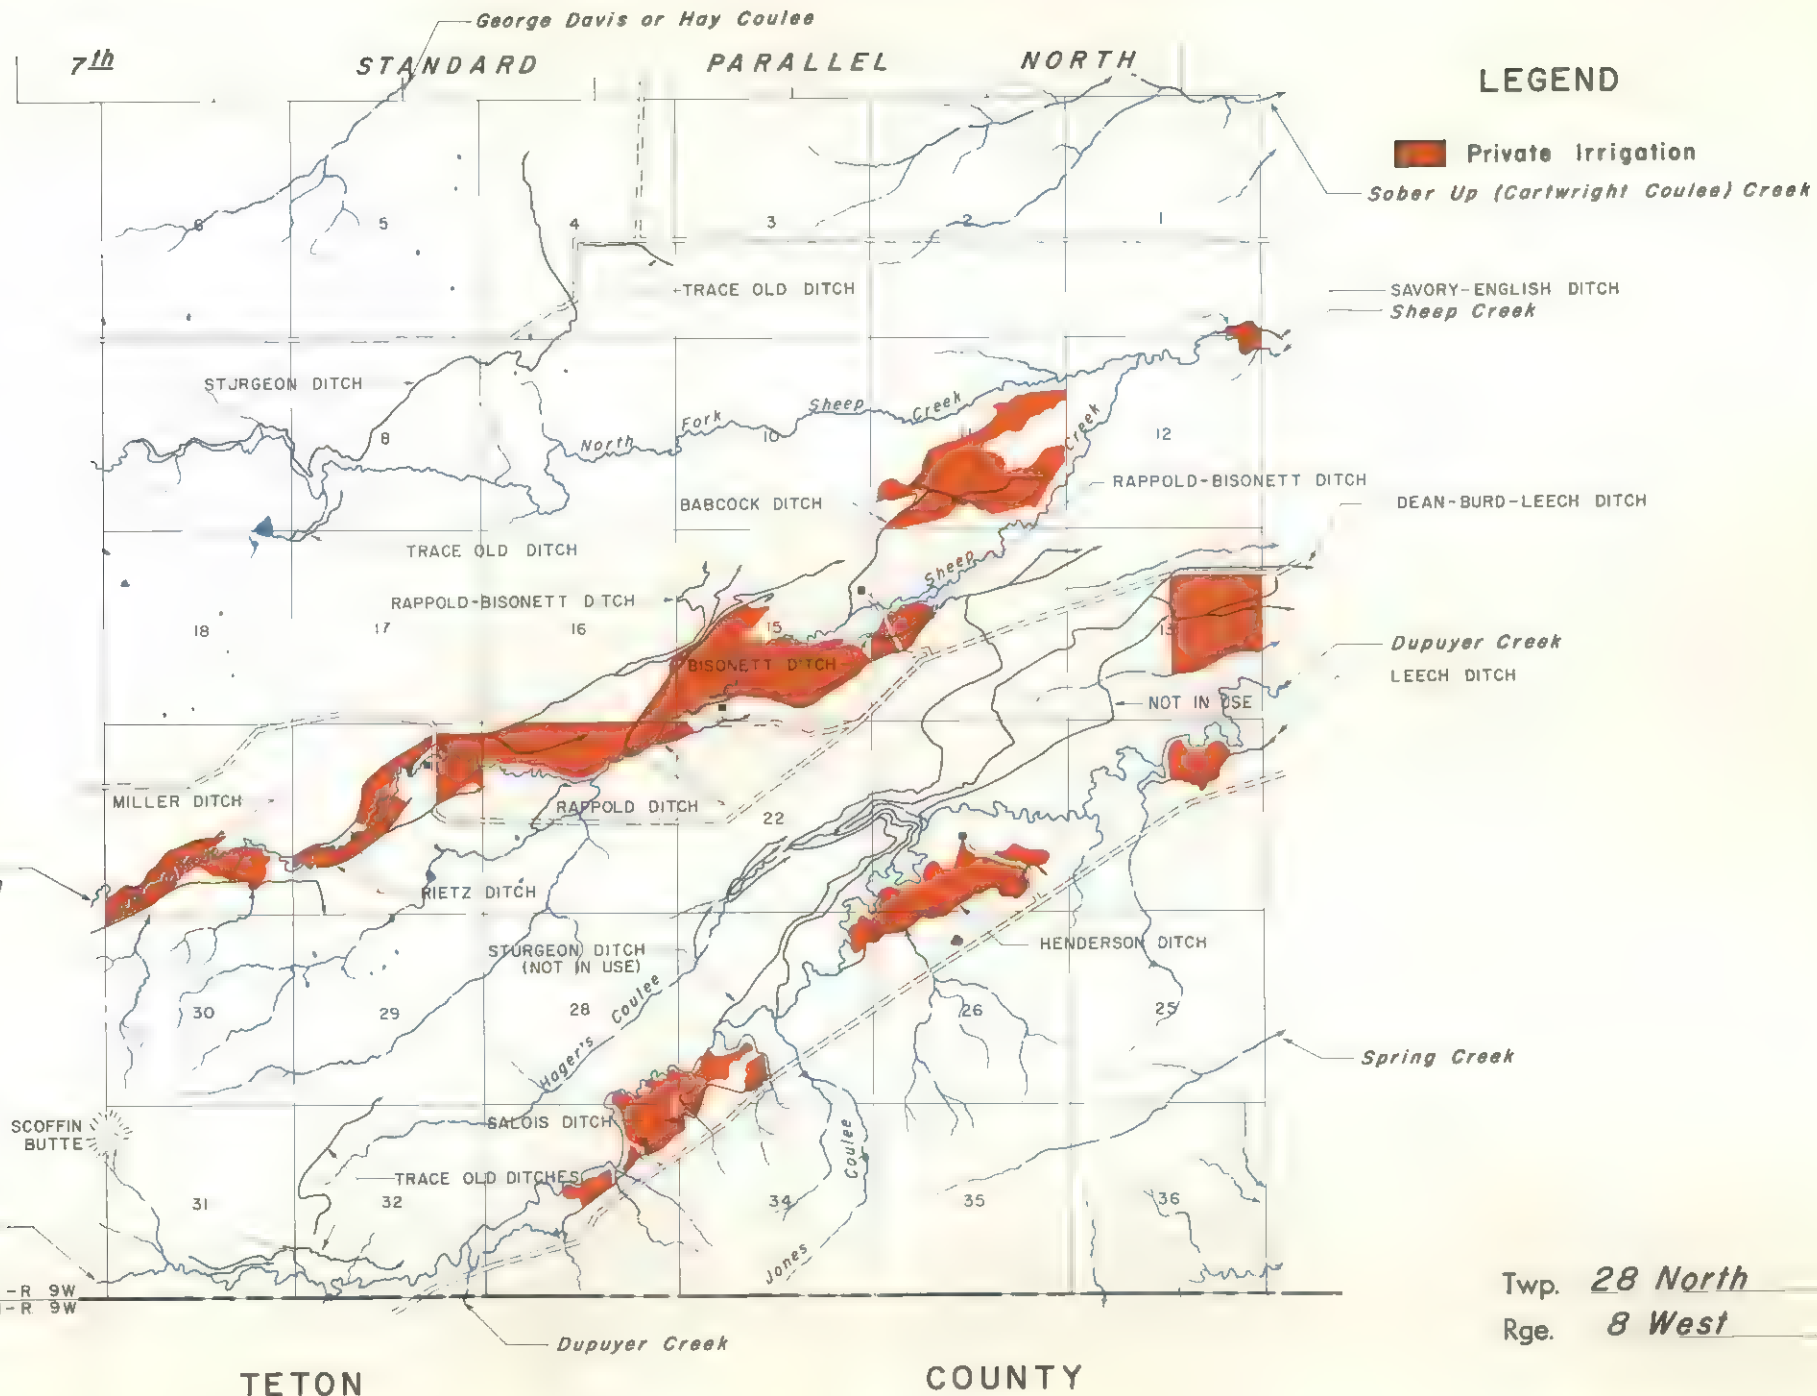 George Davis or Hay Coulee
7th STANDARD PARALLEL NORTH
LEGEND
Private Irrigation
Sober Up (Cartwright Coulee) Creek
6 5 4 3 2 1
TRACE OLD DITCH
SAVORY-ENGLISH DITCH
Sheep Creek
STURGEON DITCH
8
North Fork Sheep Creek
10
11
12
Creek
RAPPOLD-BISONETT DITCH
BABCOCK DITCH
DEAN-BURD-LEECH DITCH
TRACE OLD DITCH
Sheep
RAPPOLD-BISONETT D TCH
18 17 16 15 13
BISONETT DITCH
Dupuyer Creek
LEECH DITCH
NOT IN USE
MILLER DITCH
RAPPOLD DITCH
22
RIETZ DITCH
STURGEON DITCH
(NOT IN USE)
HENDERSON DITCH
30 29 28 26 25
Hager's Coulee
Spring Creek
SCOFFIN
BUTTE
SALOIS DITCH
TRACE OLD DITCHES
31 32 34 35 36
Jones Coulee
-R 9W
-R 9W
Twp. 28 North
Rge. 8 West
Dupuyer Creek
TETON COUNTY